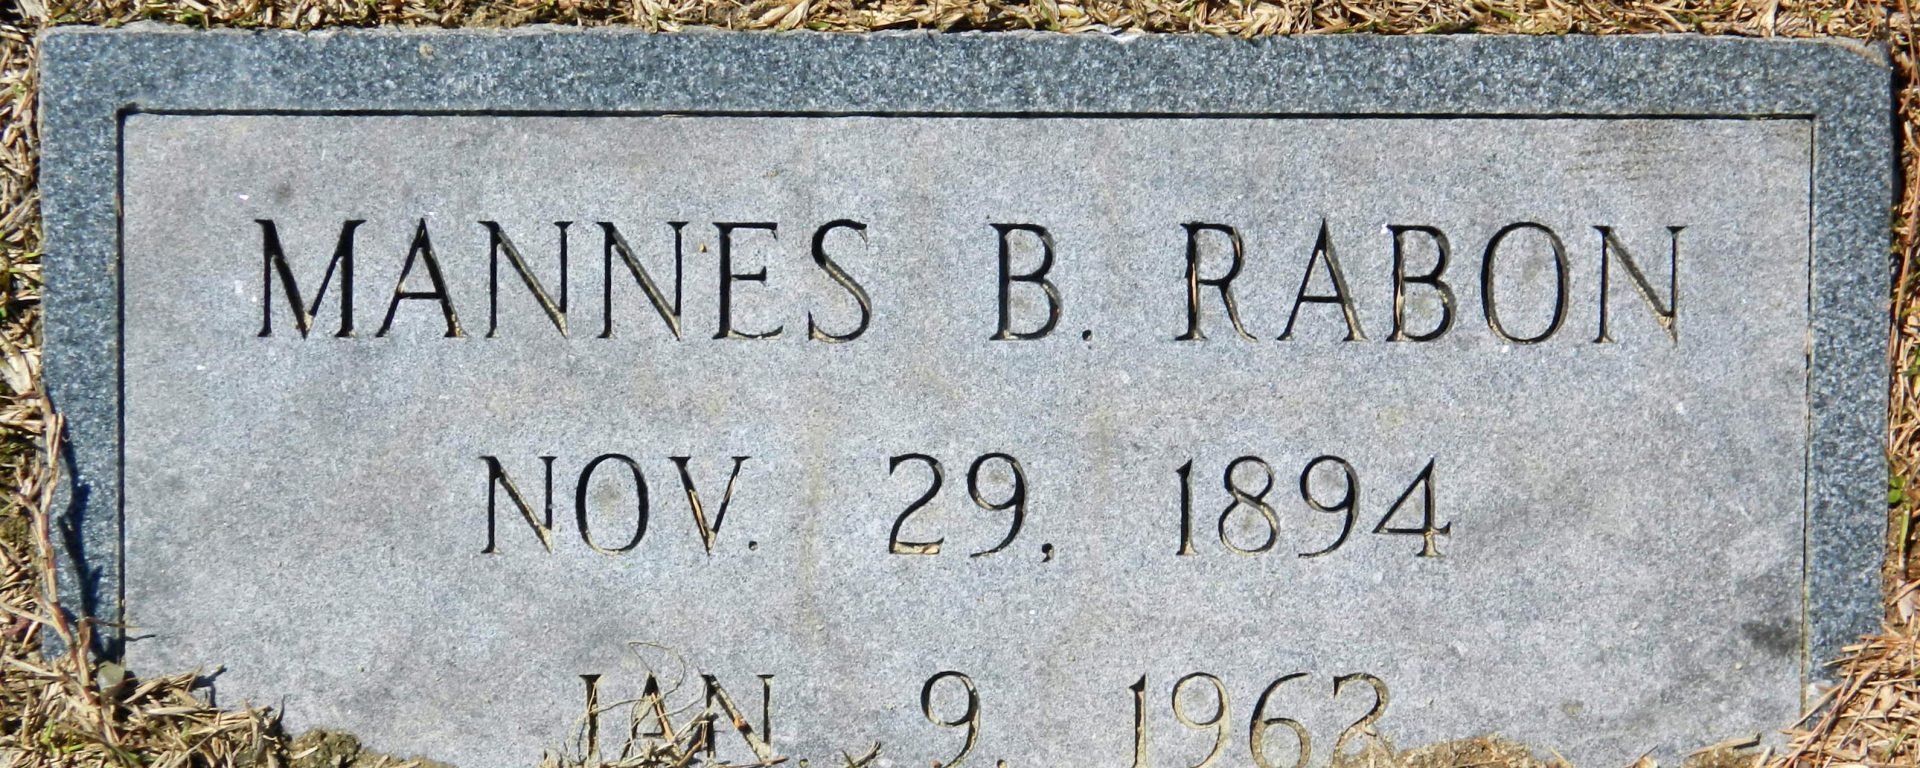 MANNES B. RABON
NOV. 29, 1894
JAN. 9, 1962